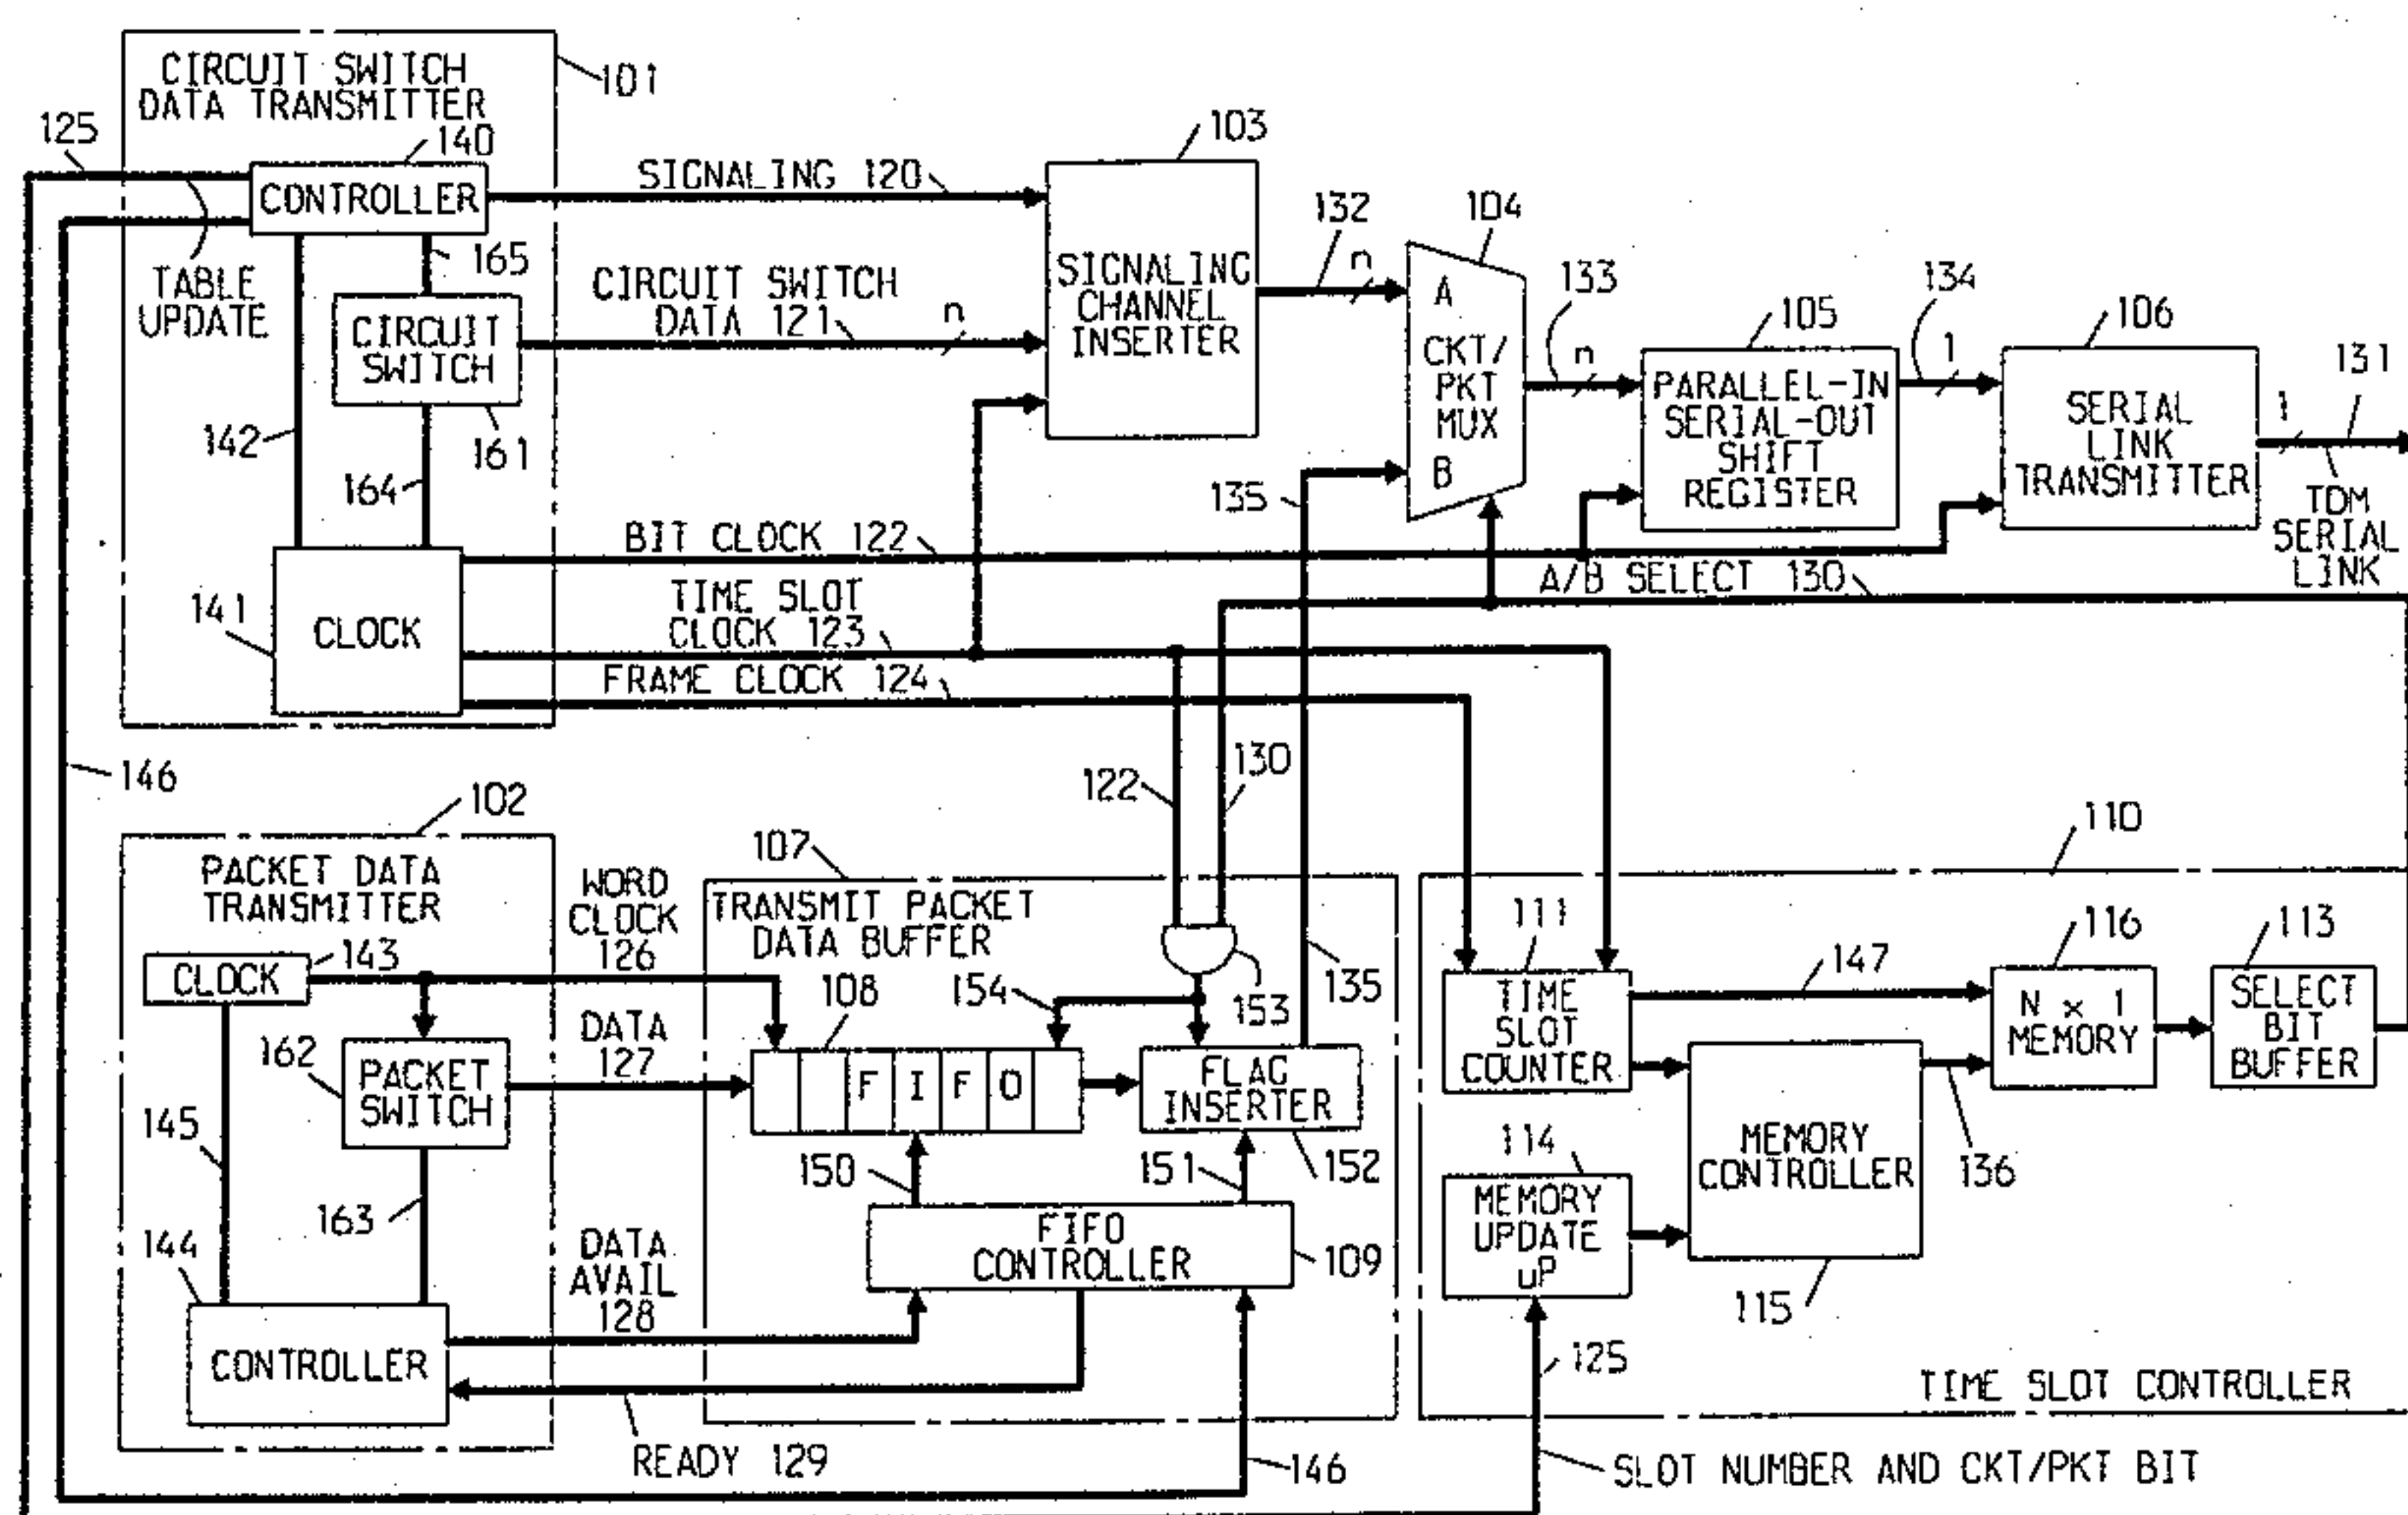 CIRCUIT SWITCH
DATA TRANSMITTER
101
125
140
CONTROLLER
TABLE
UPDATE
165
CIRCUIT
SWITCH
142
161
164
141
CLOCK
SIGNALING 120
CIRCUIT SWITCH
DATA 121
n
BIT CLOCK 122
TIME SLOT
CLOCK 123
FRAME CLOCK 124
103
SIGNALING
CHANNEL
INSERTER
132
n
104
A
CKT/
PKT
MUX
B
133
n
105
PARALLEL-IN
SERIAL-OUT
SHIFT
REGISTER
134
1
106
SERIAL
LINK
TRANSMITTER
131
1
TDM
SERIAL
LINK
135
A/B SELECT 130
146
122
130
102
PACKET DATA
TRANSMITTER
143
CLOCK
162
PACKET
SWITCH
145
163
144
CONTROLLER
WORD
CLOCK
126
DATA
127
DATA
AVAIL
128
READY 129
107
TRANSMIT PACKET
DATA BUFFER
108
154
153
135
F I F O
FLAG
INSERTER
150
151
152
FIFO
CONTROLLER
109
146
110
111
TIME
SLOT
COUNTER
147
116
N x 1
MEMORY
113
SELECT
BIT
BUFFER
114
MEMORY
UPDATE
uP
MEMORY
CONTROLLER
136
115
125
TIME SLOT CONTROLLER
SLOT NUMBER AND CKT/PKT BIT